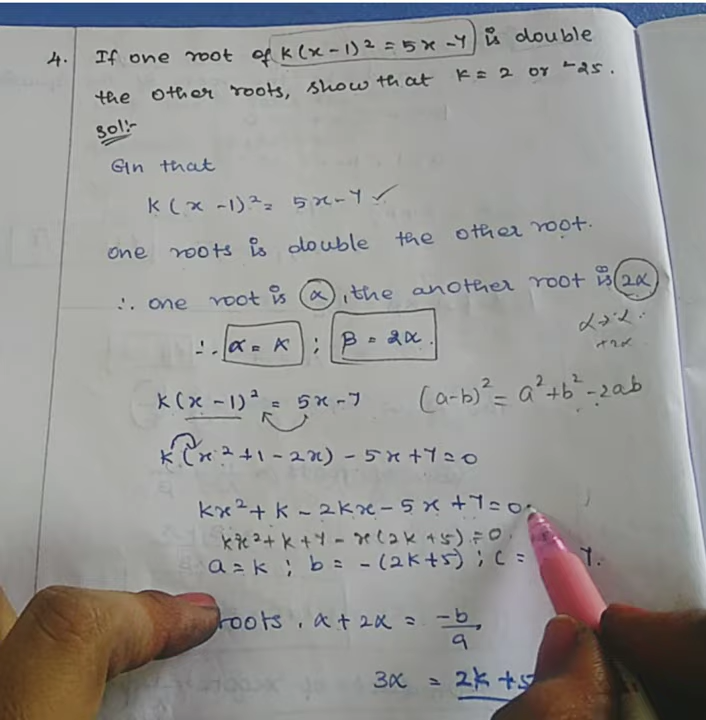 4. If one root of k(x-1)² = 5x-7 is double
the other roots, show that k = 2 or -25.
Sol:-
Gn that
k(x-1)² = 5x-7 ✓
one roots is double the other root.
∴ one root is α, the another root is 2α
∴ α = α ; β = 2α.
k(x-1)² = 5x-7 (a-b)² = a²+b²-2ab
k(x²+1-2x) - 5x+7=0
kx²+k-2kx-5x+7=0
kx²+k+7-x(2k+5)=0.
a=k ; b=-(2k+5) ; c= 7.
roots. α+2α = -b/a
3α = 2k+5